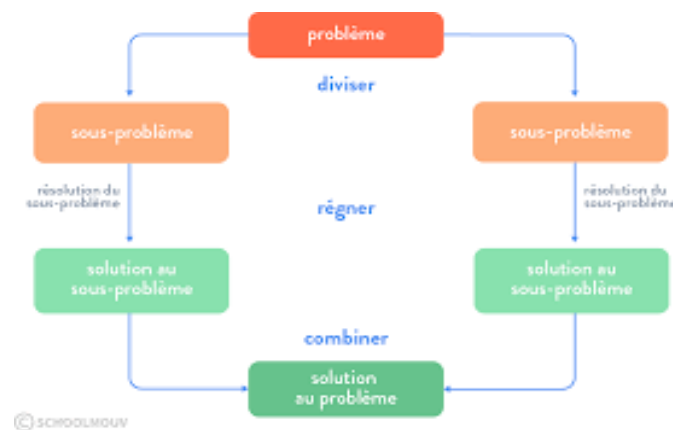 problème
diviser
sous-problème
sous-problème
résolution du
sous-problème
régner
résolution du
sous-problème
solution au
sous-problème
solution au
sous-problème
combiner
solution
au problème
© SCHOOLMOUV